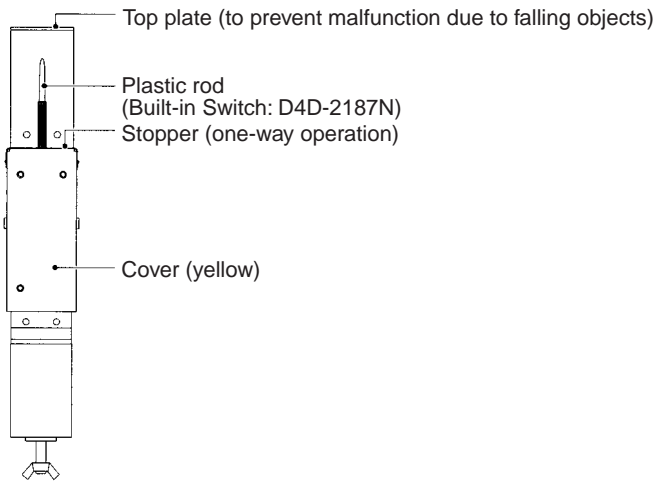 Top plate (to prevent malfunction due to falling objects)
Plastic rod
(Built-in Switch: D4D-2187N)
Stopper (one-way operation)
Cover (yellow)